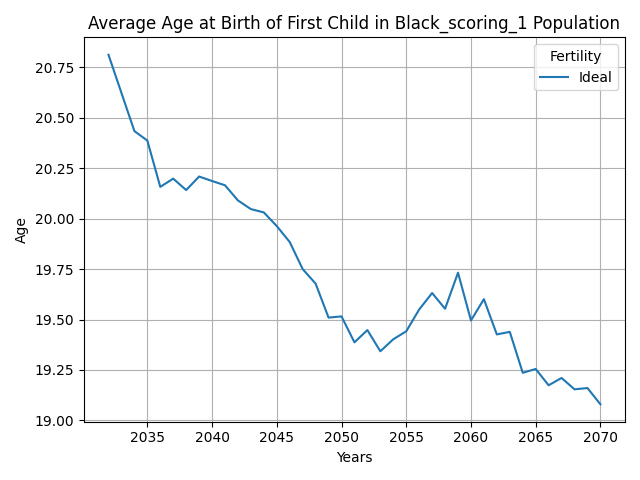 Average Age at Birth of First Child in Black_scoring_1 Population
Fertility
Ideal
20.75
20.50
20.25
20.00
19.75
19.50
19.25
19.00
Age
2035 2040 2045 2050 2055 2060 2065 2070
Years